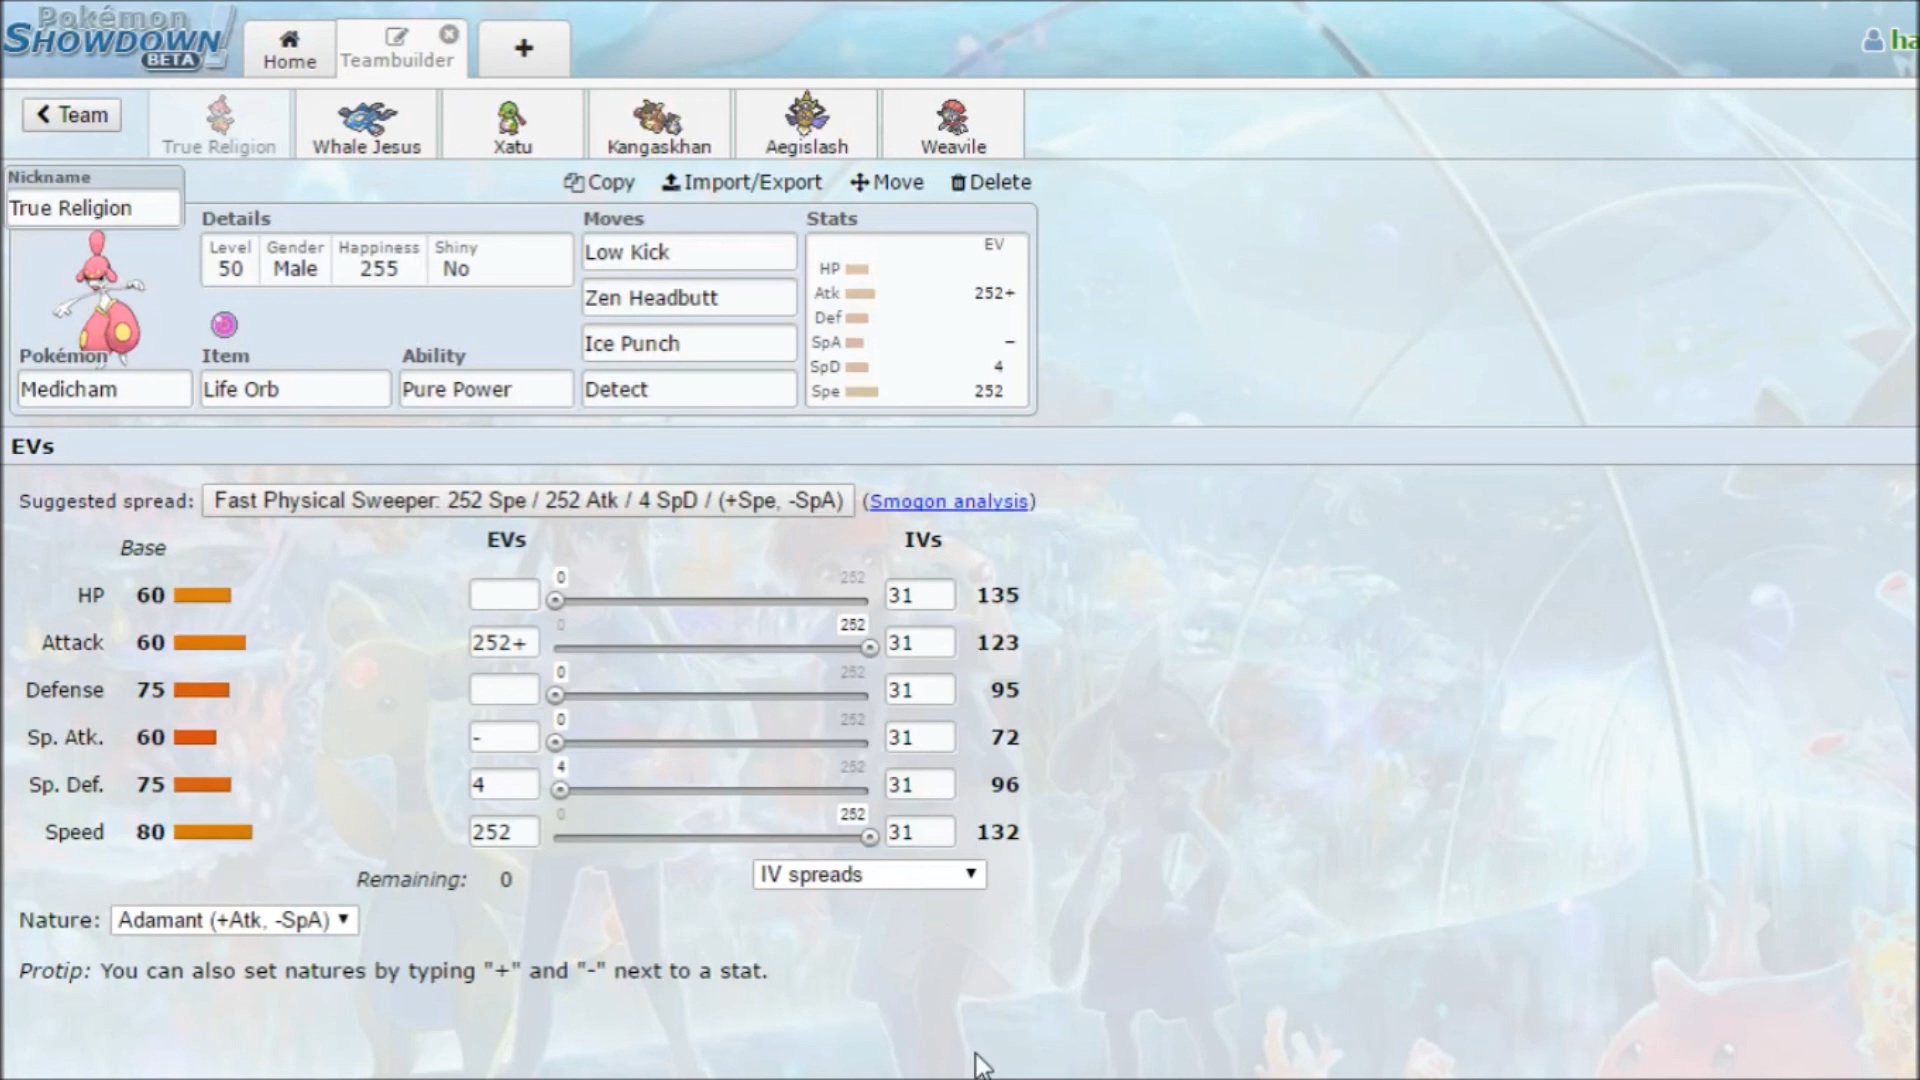 Pokémon
SHOWDOWN!
BETA
Home
Teambuilder
+
ha
Team
True Religion
Whale Jesus
Xatu
Kangaskhan
Aegislash
Weavile
Nickname
True Religion
Copy Import/Export Move Delete
Details
Level Gender Happiness Shiny
50 Male 255 No
Pokémon
Medicham
Item
Life Orb
Ability
Pure Power
Moves
Low Kick
Zen Headbutt
Ice Punch
Detect
Stats
EV
HP
Atk 252+
Def
SpA −
SpD 4
Spe 252
EVs
Suggested spread: Fast Physical Sweeper: 252 Spe / 252 Atk / 4 SpD / (+Spe, -SpA) (Smogon analysis)
Base EVs IVs
0 252
HP 60 31 135
0 252
Attack 60 252+ 31 123
0 252
Defense 75 31 95
0 252
Sp. Atk. 60 - 31 72
4 252
Sp. Def. 75 4 31 96
0 252
Speed 80 252 31 132
Remaining: 0 IV spreads
Nature: Adamant (+Atk, -SpA)
Protip: You can also set natures by typing "+" and "-" next to a stat.